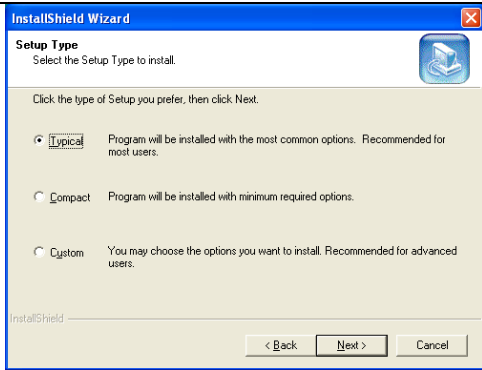 InstallShield Wizard
Setup Type
Select the Setup Type to install.
Click the type of Setup you prefer, then click Next.
Typical Program will be installed with the most common options. Recommended for
most users.
Compact Program will be installed with minimum required options.
Custom You may choose the options you want to install. Recommended for advanced
users.
InstallShield
< Back Next > Cancel